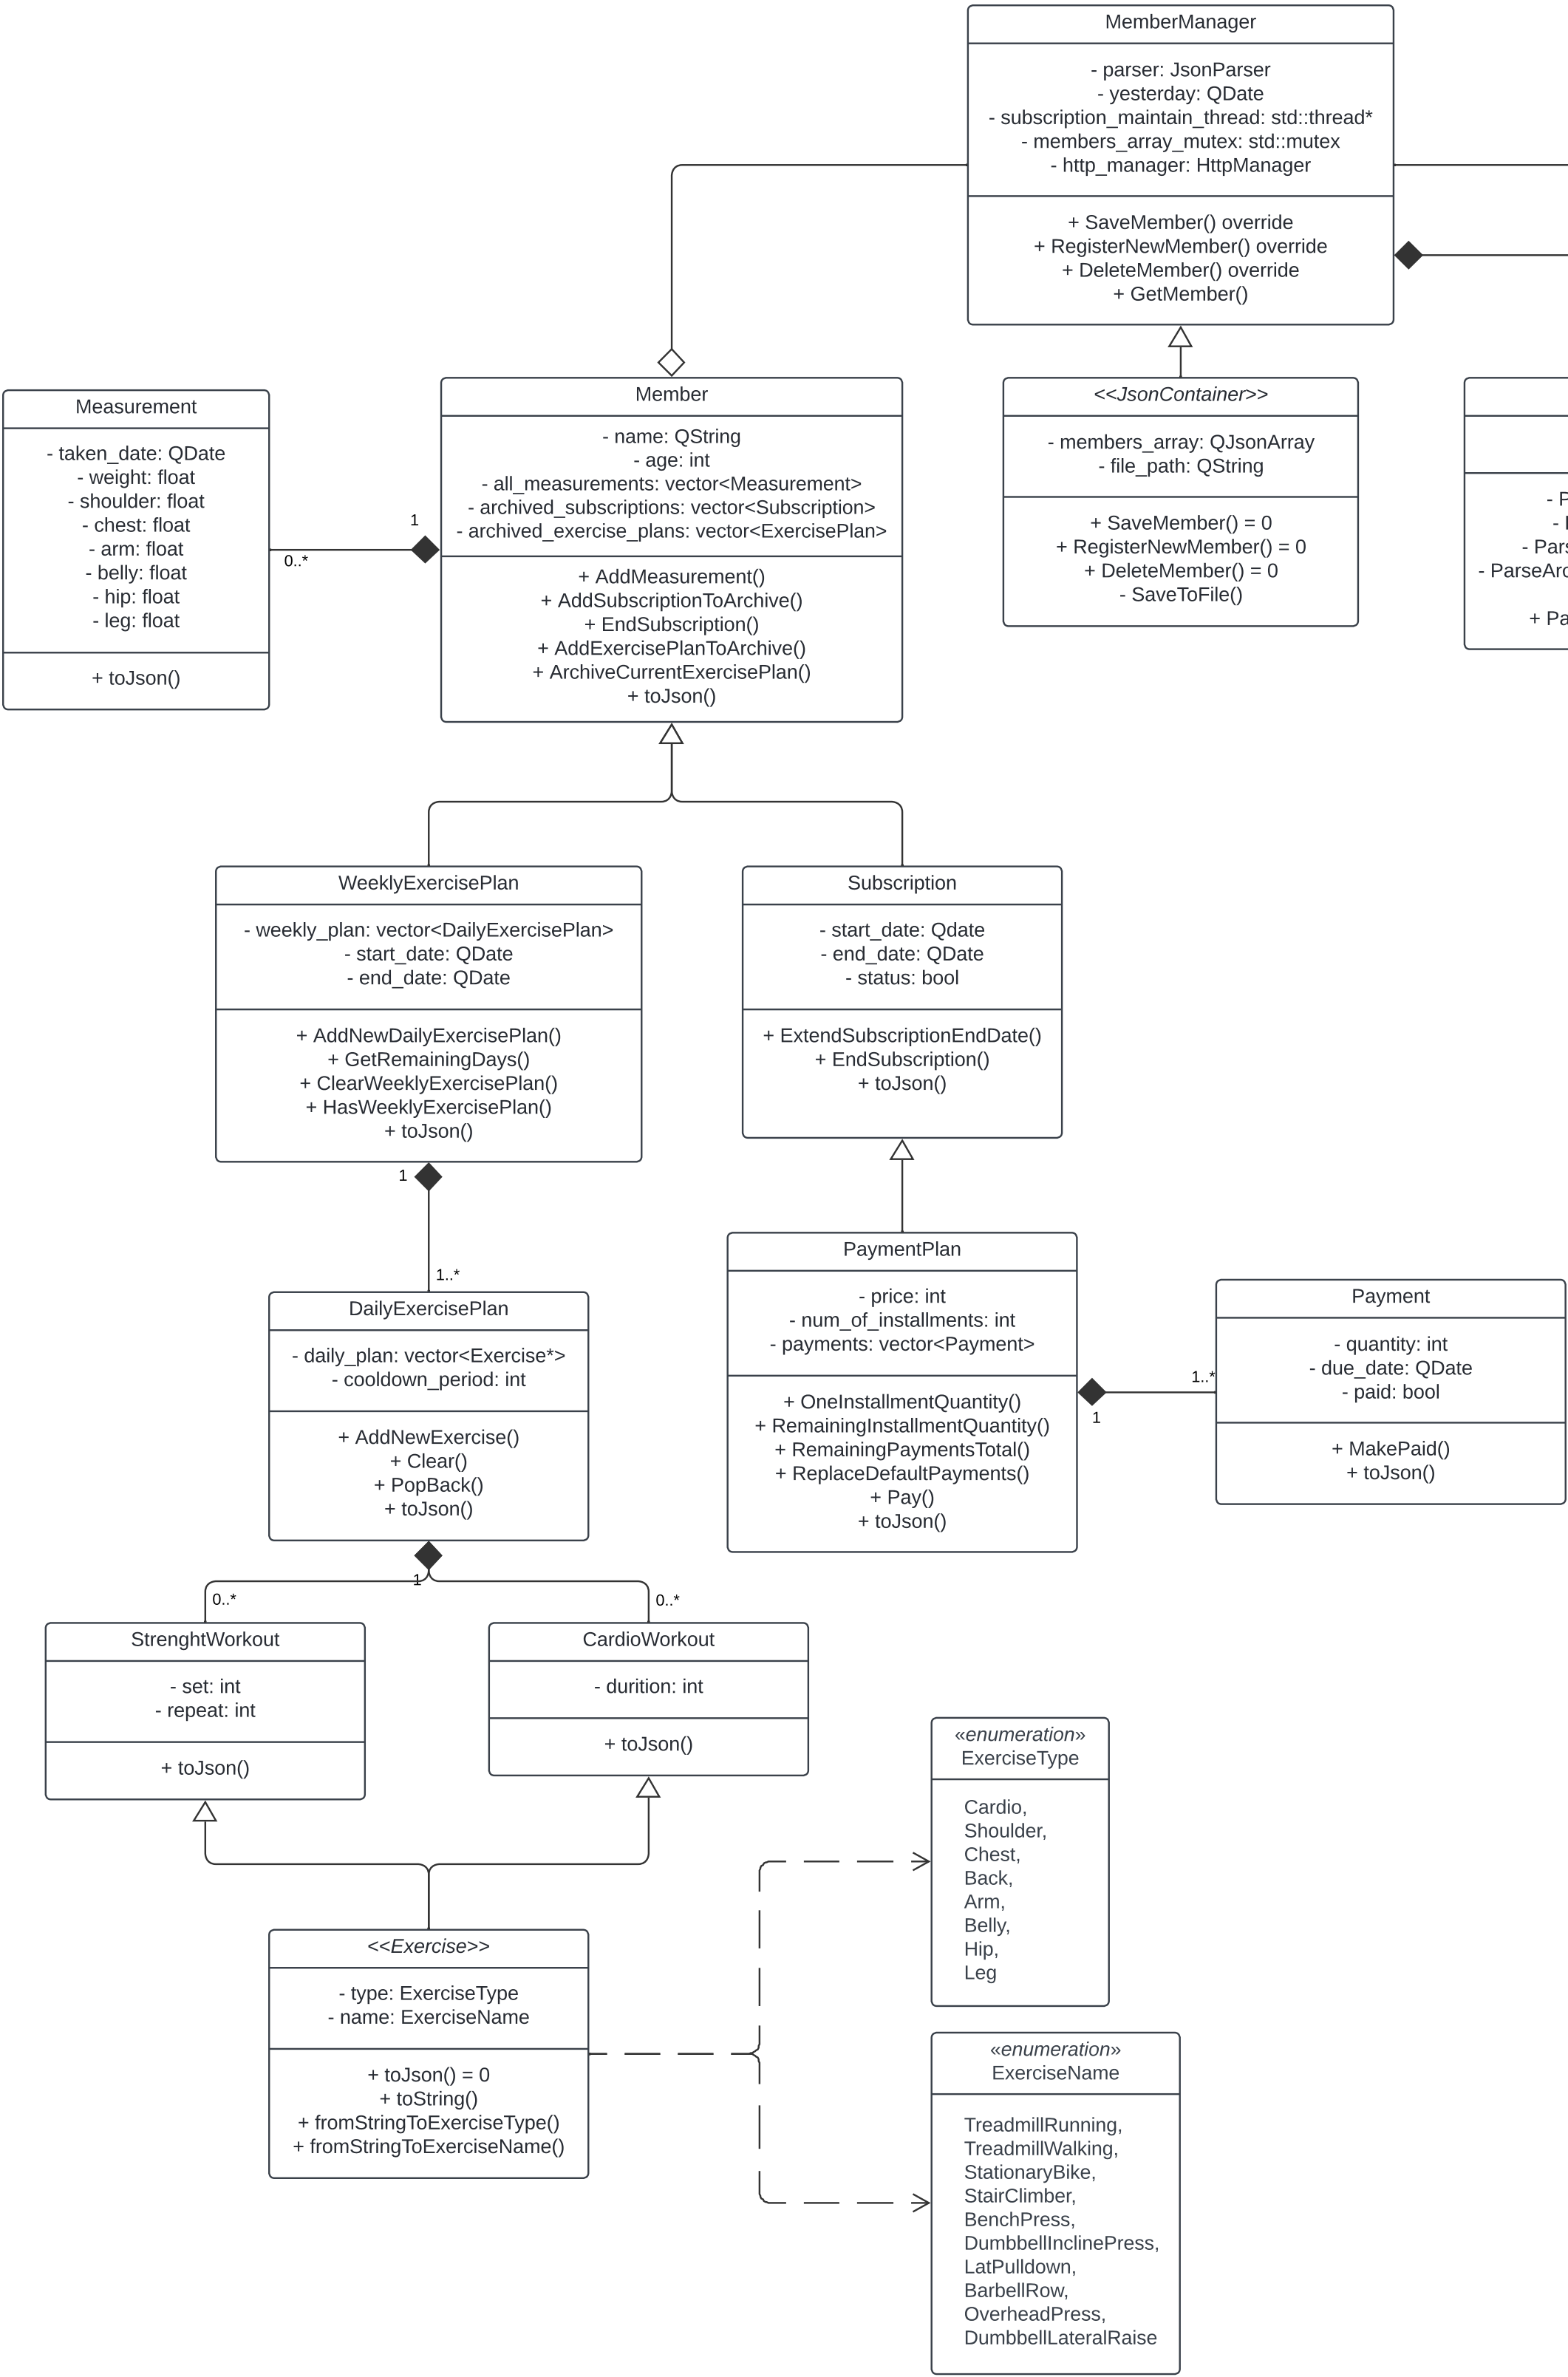 MemberManager
- parser: JsonParser
- yesterday: QDate
- subscription_maintain_thread: std::thread*
- members_array_mutex: std::mutex
- http_manager: HttpManager
+ SaveMember() override
+ RegisterNewMember() override
+ DeleteMember() override
+ GetMember()
Measurement
- taken_date: QDate
- weight: float
- shoulder: float
- chest: float
- arm: float
- belly: float
- hip: float
- leg: float
+ toJson()
1
0..*
Member
- name: QString
- age: int
- all_measurements: vector<Measurement>
- archived_subscriptions: vector<Subscription>
- archived_exercise_plans: vector<ExercisePlan>
+ AddMeasurement()
+ AddSubscriptionToArchive()
+ EndSubscription()
+ AddExercisePlanToArchive()
+ ArchiveCurrentExercisePlan()
+ toJson()
<<JsonContainer>>
- members_array: QJsonArray
- file_path: QString
+ SaveMember() = 0
+ RegisterNewMember() = 0
+ DeleteMember() = 0
- SaveToFile()
WeeklyExercisePlan
- weekly_plan: vector<DailyExercisePlan>
- start_date: QDate
- end_date: QDate
+ AddNewDailyExercisePlan()
+ GetRemainingDays()
+ ClearWeeklyExercisePlan()
+ HasWeeklyExercisePlan()
+ toJson()
Subscription
- start_date: Qdate
- end_date: QDate
- status: bool
+ ExtendSubscriptionEndDate()
+ EndSubscription()
+ toJson()
1
1..*
DailyExercisePlan
- daily_plan: vector<Exercise*>
- cooldown_period: int
+ AddNewExercise()
+ Clear()
+ PopBack()
+ toJson()
PaymentPlan
- price: int
- num_of_installments: int
- payments: vector<Payment>
+ OneInstallmentQuantity()
+ RemainingInstallmentQuantity()
+ RemainingPaymentsTotal()
+ ReplaceDefaultPayments()
+ Pay()
+ toJson()
1..*
1
Payment
- quantity: int
- due_date: QDate
- paid: bool
+ MakePaid()
+ toJson()
1
0..*
0..*
StrenghtWorkout
- set: int
- repeat: int
+ toJson()
CardioWorkout
- durition: int
+ toJson()
<<Exercise>>
- type: ExerciseType
- name: ExerciseName
+ toJson() = 0
+ toString()
+ fromStringToExerciseType()
+ fromStringToExerciseName()
«enumeration»
ExerciseType
Cardio,
Shoulder,
Chest,
Back,
Arm,
Belly,
Hip,
Leg
«enumeration»
ExerciseName
TreadmillRunning,
TreadmillWalking,
StationaryBike,
StairClimber,
BenchPress,
DumbbellInclinePress,
LatPulldown,
BarbellRow,
OverheadPress,
DumbbellLateralRaise